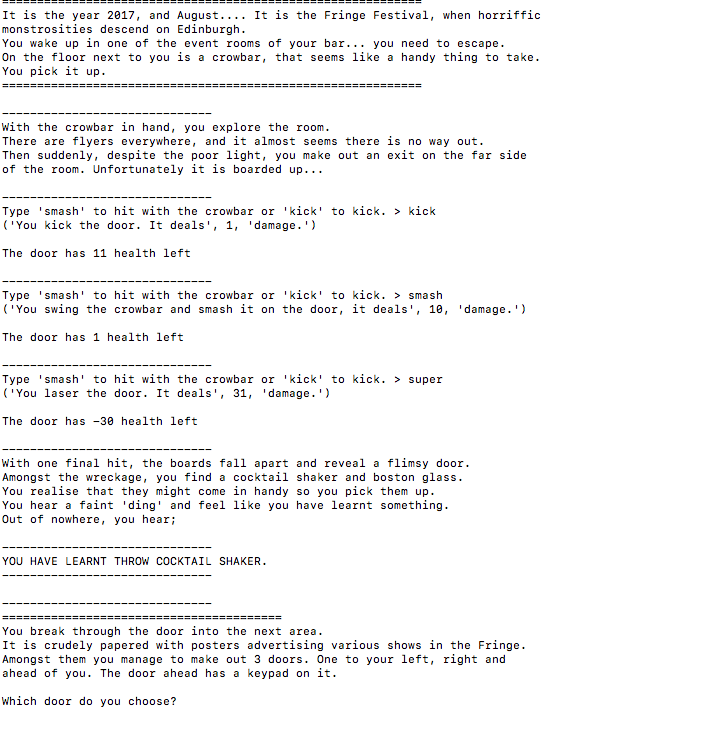 ============================================================
It is the year 2017, and August.... It is the Fringe Festival, when horriffic
monstrosities descend on Edinburgh.
You wake up in one of the event rooms of your bar... you need to escape.
On the floor next to you is a crowbar, that seems like a handy thing to take.
You pick it up.
============================================================
------------------------------
With the crowbar in hand, you explore the room.
There are flyers everywhere, and it almost seems there is no way out.
Then suddenly, despite the poor light, you make out an exit on the far side
of the room. Unfortunately it is boarded up...
------------------------------
Type 'smash' to hit with the crowbar or 'kick' to kick. > kick
('You kick the door. It deals', 1, 'damage.')
The door has 11 health left
------------------------------
Type 'smash' to hit with the crowbar or 'kick' to kick. > smash
('You swing the crowbar and smash it on the door, it deals', 10, 'damage.')
The door has 1 health left
------------------------------
Type 'smash' to hit with the crowbar or 'kick' to kick. > super
('You laser the door. It deals', 31, 'damage.')
The door has -30 health left
------------------------------
With one final hit, the boards fall apart and reveal a flimsy door.
Amongst the wreckage, you find a cocktail shaker and boston glass.
You realise that they might come in handy so you pick them up.
You hear a faint 'ding' and feel like you have learnt something.
Out of nowhere, you hear;
------------------------------
YOU HAVE LEARNT THROW COCKTAIL SHAKER.
------------------------------
------------------------------
========================================
You break through the door into the next area.
It is crudely papered with posters advertising various shows in the Fringe.
Amongst them you manage to make out 3 doors. One to your left, right and
ahead of you. The door ahead has a keypad on it.
Which door do you choose?